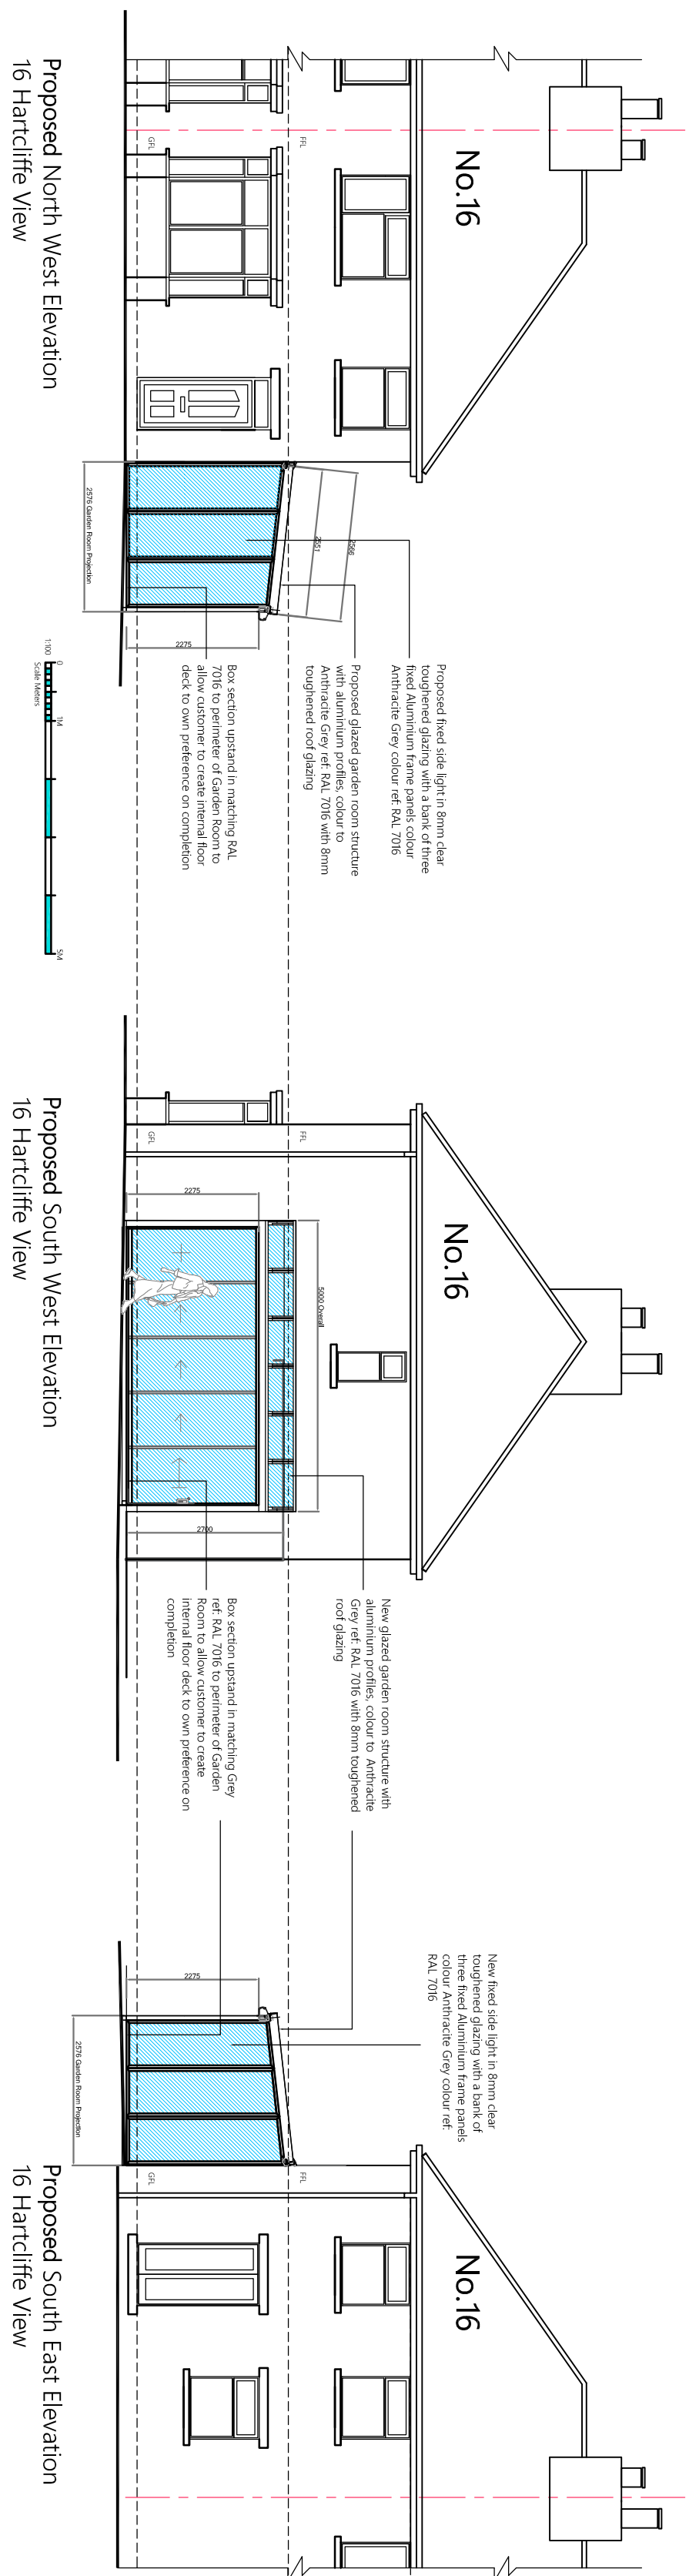 No.16
FFL
GFL
2566
2551
2275
2576 Garden Room Projection
Proposed fixed side light in 8mm clear
toughened glazing with a bank of three
fixed Aluminium frame panels colour
Anthracite Grey colour ref: RAL 7016
Proposed glazed garden room structure
with aluminium profiles, colour to
Anthracite Grey ref: RAL 7016 with 8mm
toughened roof glazing
Box section upstand in matching RAL
7016 to perimeter of Garden Room to
allow customer to create internal floor
deck to own preference on completion
Proposed North West Elevation
16 Hartcliffe View
0
1M
5M
1:100
Scale Meters
No.16
FFL
GFL
5000 Overall
2275
2700
New glazed garden room structure with
aluminium profiles, colour to Anthracite
Grey ref: RAL 7016 with 8mm toughened
roof glazing
Box section upstand in matching Grey
ref: RAL 7016 to perimeter of Garden
Room to allow customer to create
internal floor deck to own preference on
completion
Proposed South West Elevation
16 Hartcliffe View
New fixed side light in 8mm clear
toughened glazing with a bank of
three fixed Aluminium frame panels
colour Anthracite Grey colour ref:
RAL 7016
No.16
FFL
GFL
2275
2576 Garden Room Projection
Proposed South East Elevation
16 Hartcliffe View